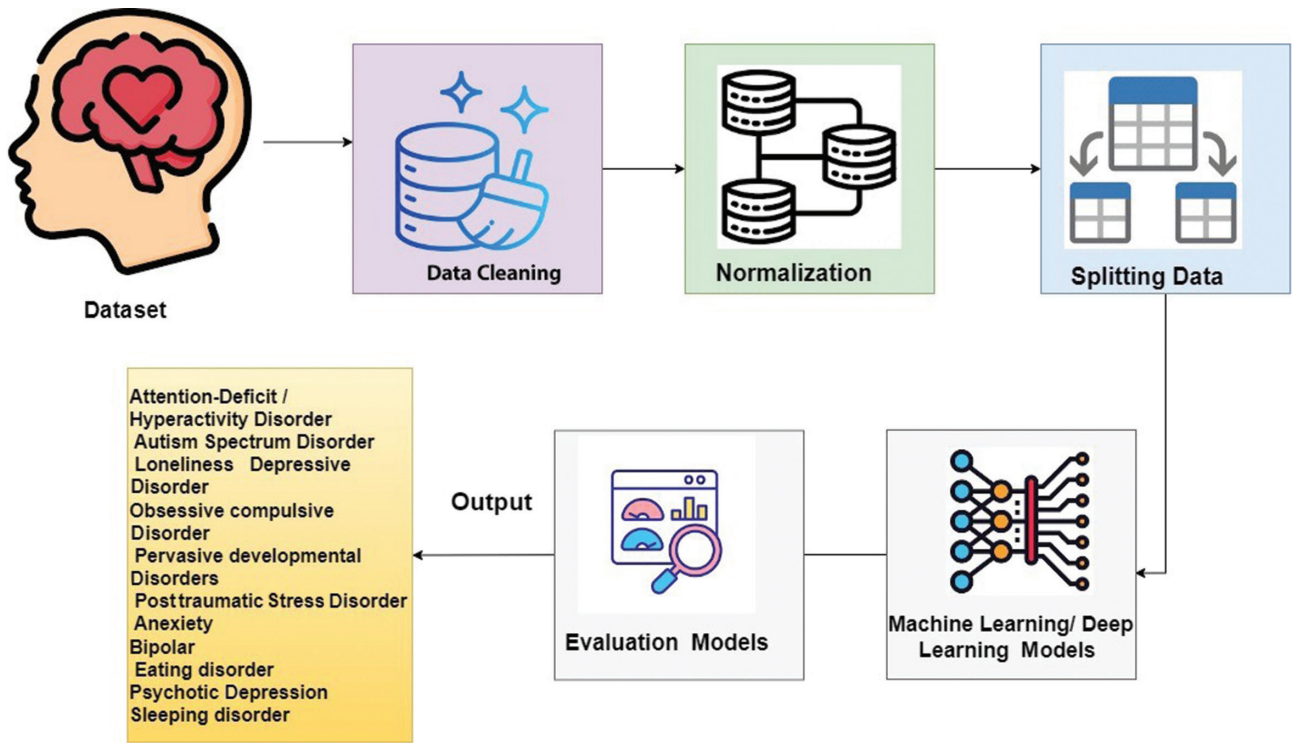 Dataset
Data Cleaning
Normalization
Splitting Data
Machine Learning/ Deep
Learning Models
Evaluation Models
Output
Attention-Deficit /
Hyperactivity Disorder
Autism Spectrum Disorder
Loneliness Depressive
Disorder
Obsessive compulsive
Disorder
Pervasive developmental
Disorders
Posttraumatic Stress Disorder
Anexiety
Bipolar
Eating disorder
Psychotic Depression
Sleeping disorder